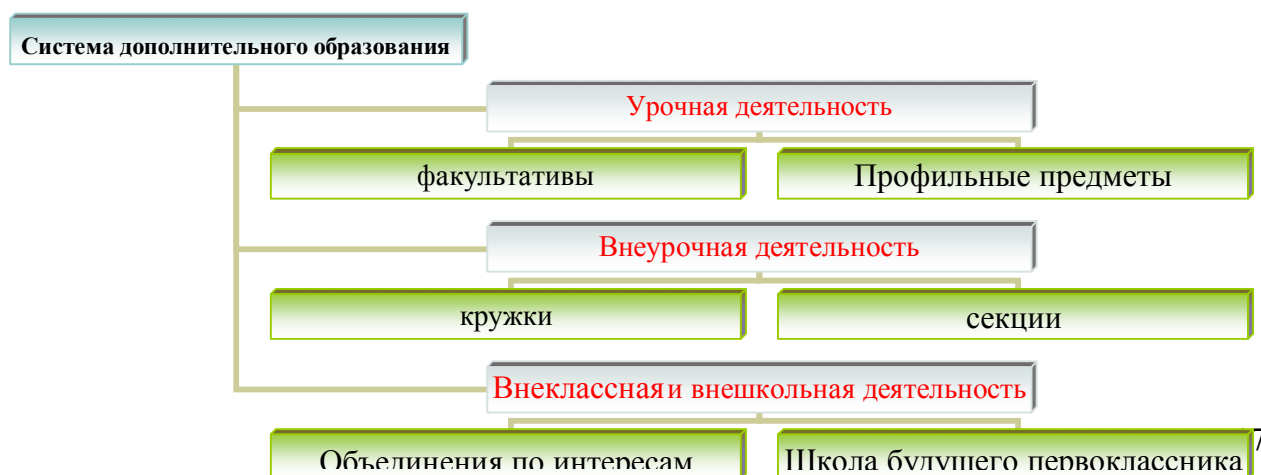 Система дополнительного образования
Урочная деятельность
факультативы
Профильные предметы
Внеурочная деятельность
кружки
секции
Внеклассная и внешкольная деятельность
Объединения по интересам
Школа будущего первоклассника
7